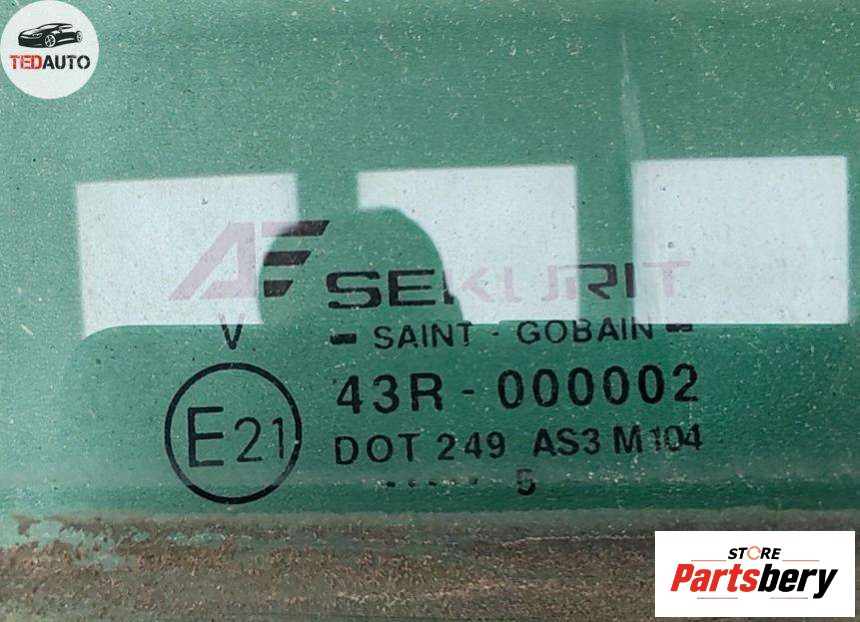 TEDAUTO
AF
SEKURIT
V
- SAINT - GOBAIN -
E21
43R - 000002
DOT 249 AS3 M104
..... 5
STORE
Partsbery